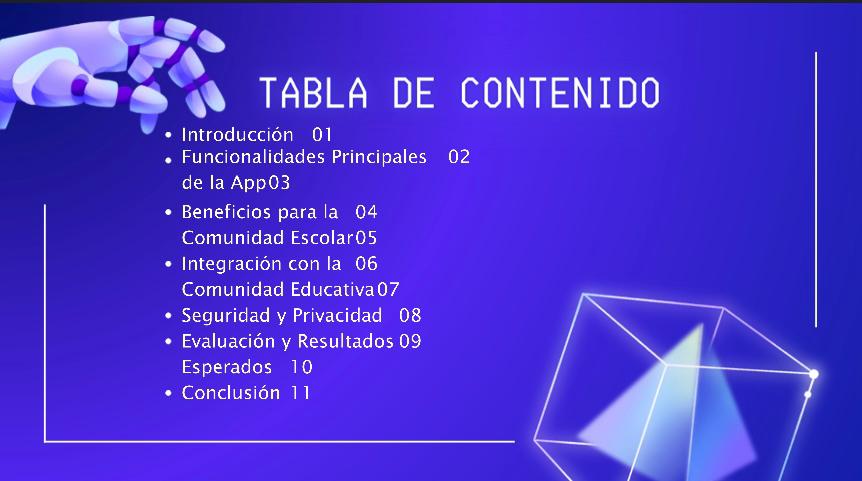 TABLA DE CONTENIDO
• Introducción 01
• Funcionalidades Principales 02
de la App03
• Beneficios para la 04
Comunidad Escolar05
• Integración con la 06
Comunidad Educativa07
• Seguridad y Privacidad 08
• Evaluación y Resultados 09
Esperados 10
• Conclusión 11